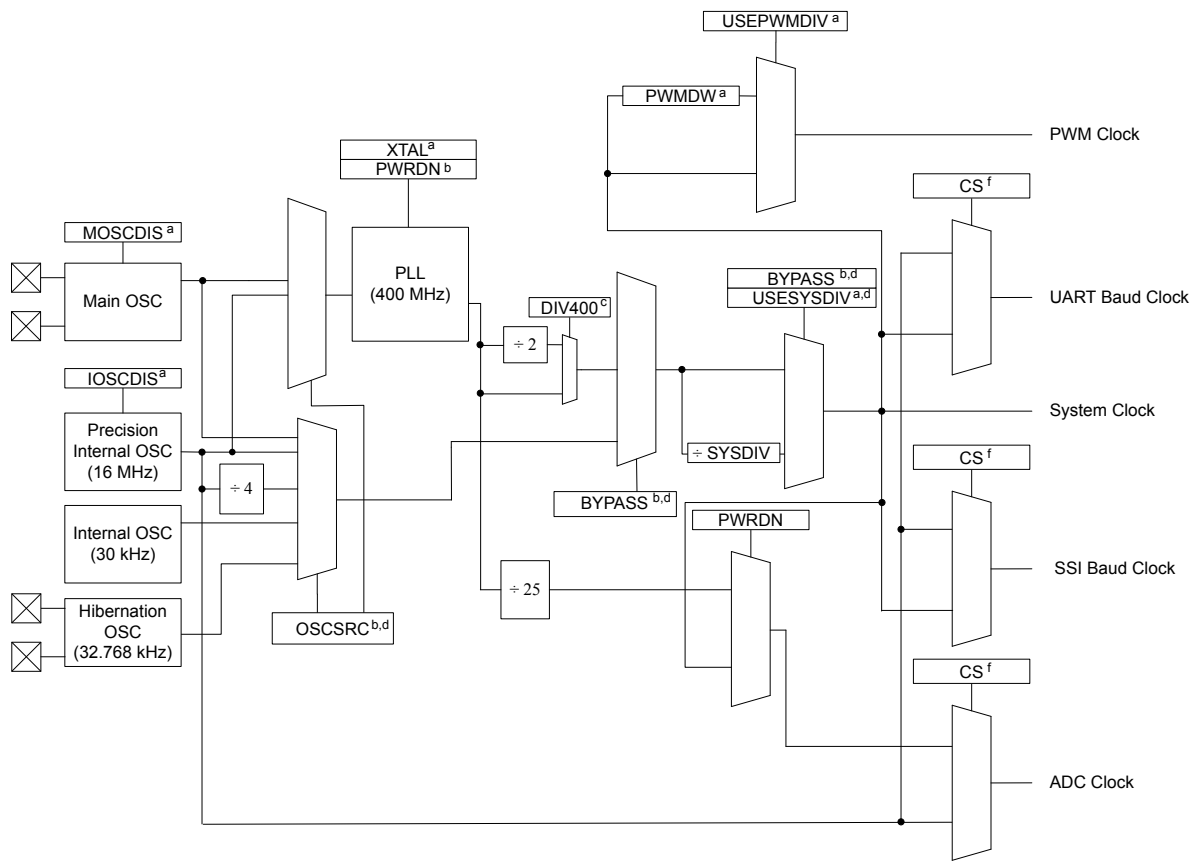 USEPWMDIV a
PWMDW a
PWM Clock
XTAL a
PWRDN b
CS f
MOSCDIS a
Main OSC
PLL
(400 MHz)
BYPASS b,d
USESYSDIV a,d
DIV400 c
UART Baud Clock
÷ 2
IOSCDIS a
Precision
Internal OSC
(16 MHz)
System Clock
÷ SYSDIV
CS f
÷ 4
BYPASS b,d
Internal OSC
(30 kHz)
PWRDN
SSI Baud Clock
÷ 25
Hibernation
OSC
(32.768 kHz)
OSCSRC b,d
CS f
ADC Clock